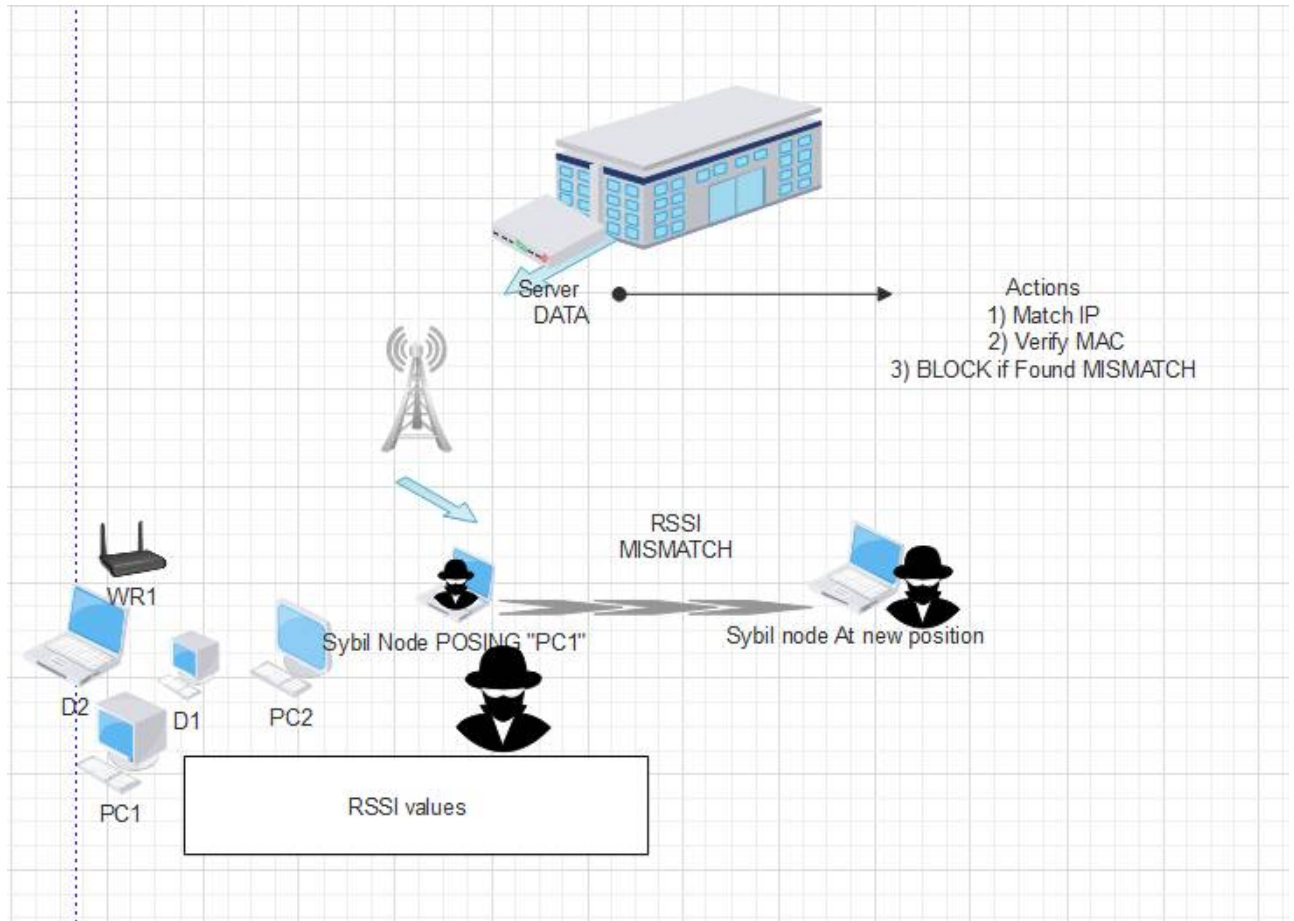 Server
DATA
Actions
1) Match IP
2) Verify MAC
3) BLOCK if Found MISMATCH
RSSI
MISMATCH
WR1
Sybil Node POSING "PC1"
Sybil node At new position
D2
D1
PC2
PC1
RSSI values